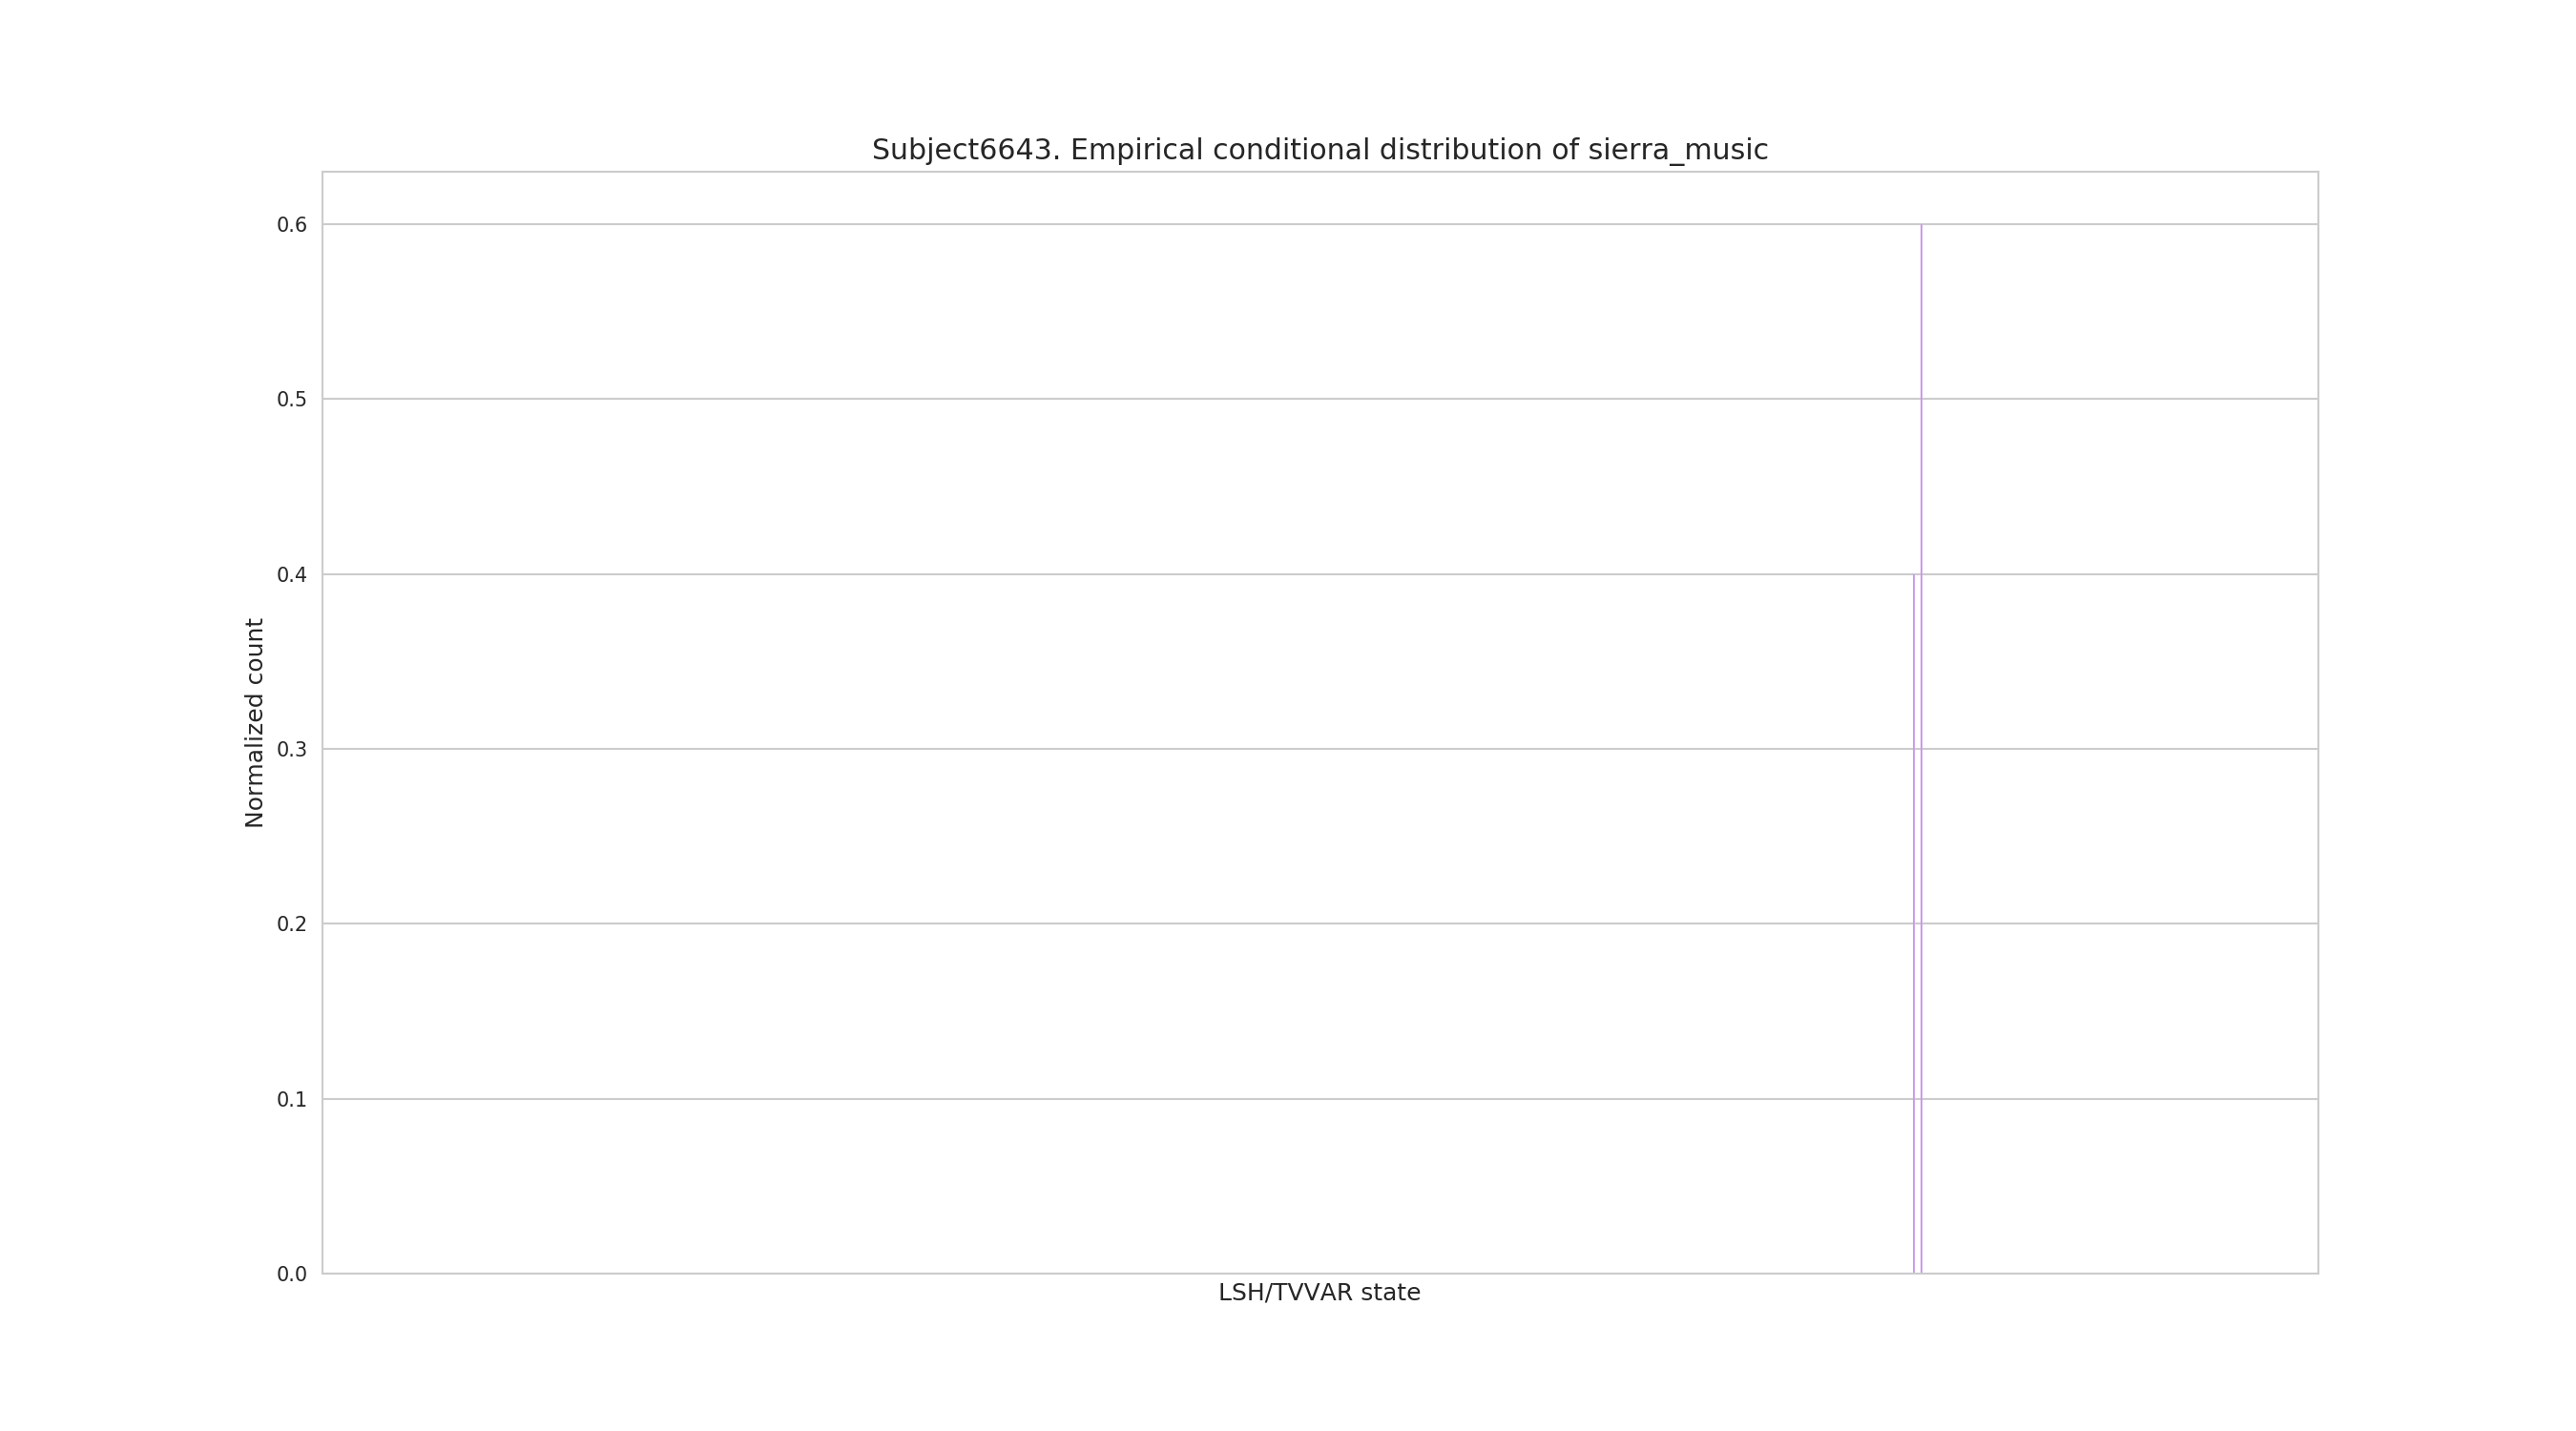 Subject6643. Empirical conditional distribution of sierra_music
0.6
0.5
0.4
0.3
0.2
0.1
0.0
Normalized count
LSH/TVVAR state